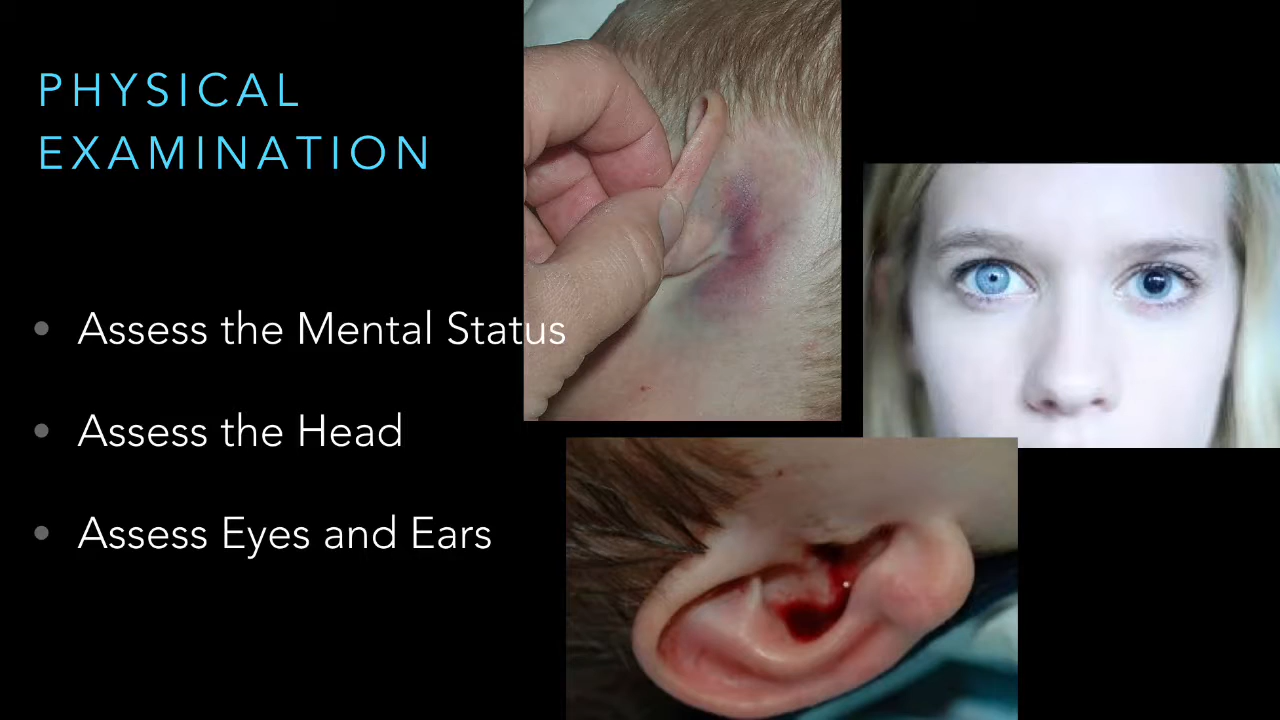 PHYSICAL
EXAMINATION
• Assess the Mental Status
• Assess the Head
• Assess Eyes and Ears